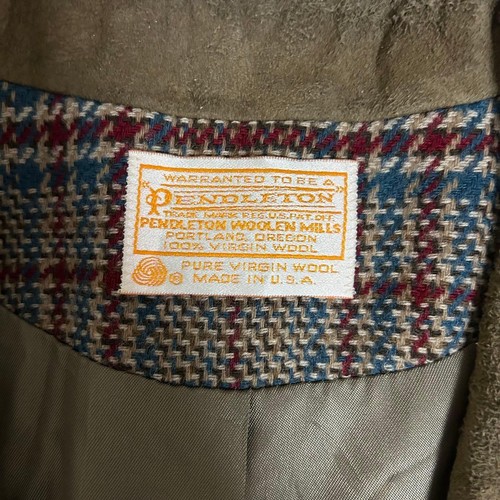 WARRANTED TO BE A
"PENDLETON"
TRADE MARK REG. U.S. PAT. OFF.
PENDLETON WOOLEN MILLS
PORTLAND, OREGON
100% VIRGIN WOOL
PURE VIRGIN WOOL
® MADE IN U.S.A.